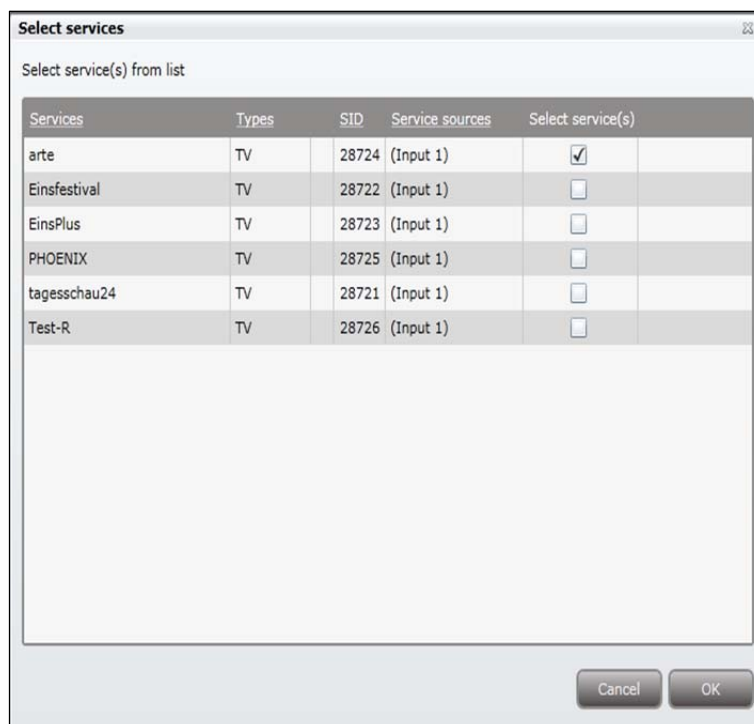 Select services
Select service(s) from list
Services Types SID Service sources Select service(s)
arte TV 28724 (Input 1)
Einsfestival TV 28722 (Input 1)
EinsPlus TV 28723 (Input 1)
PHOENIX TV 28725 (Input 1)
tagesschau24 TV 28721 (Input 1)
Test-R TV 28726 (Input 1)
Cancel OK